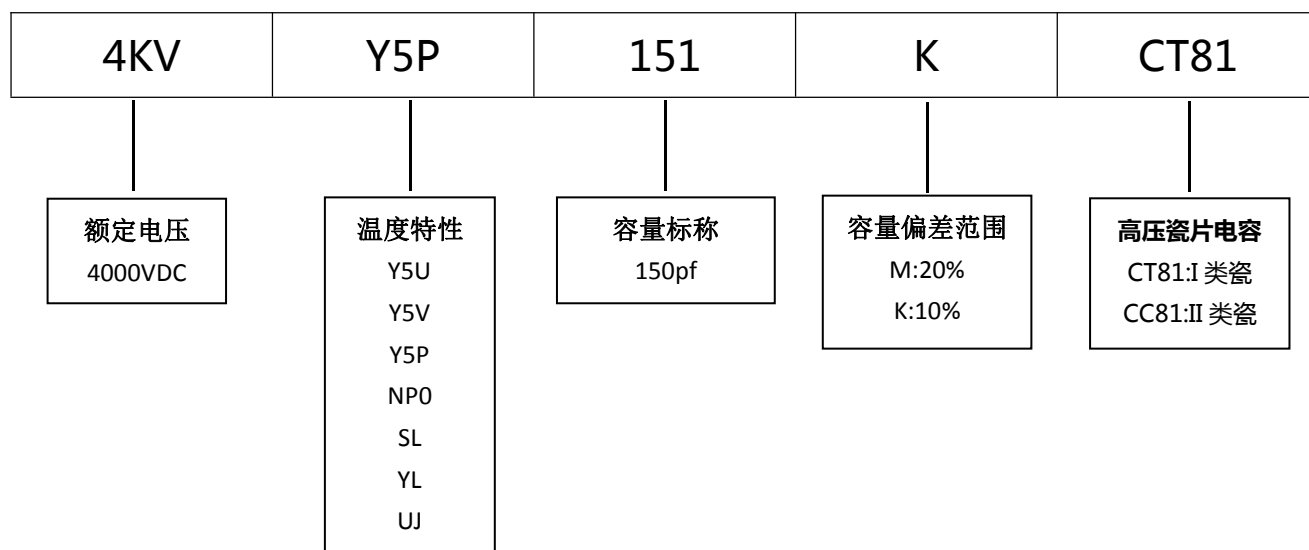 4KV Y5P 151 K CT81
额定电压
4000VDC
温度特性
Y5U
Y5V
Y5P
NP0
SL
YL
UJ
容量标称
150pf
容量偏差范围
M:20%
K:10%
高压瓷片电容
CT81:I 类瓷
CC81:II 类瓷